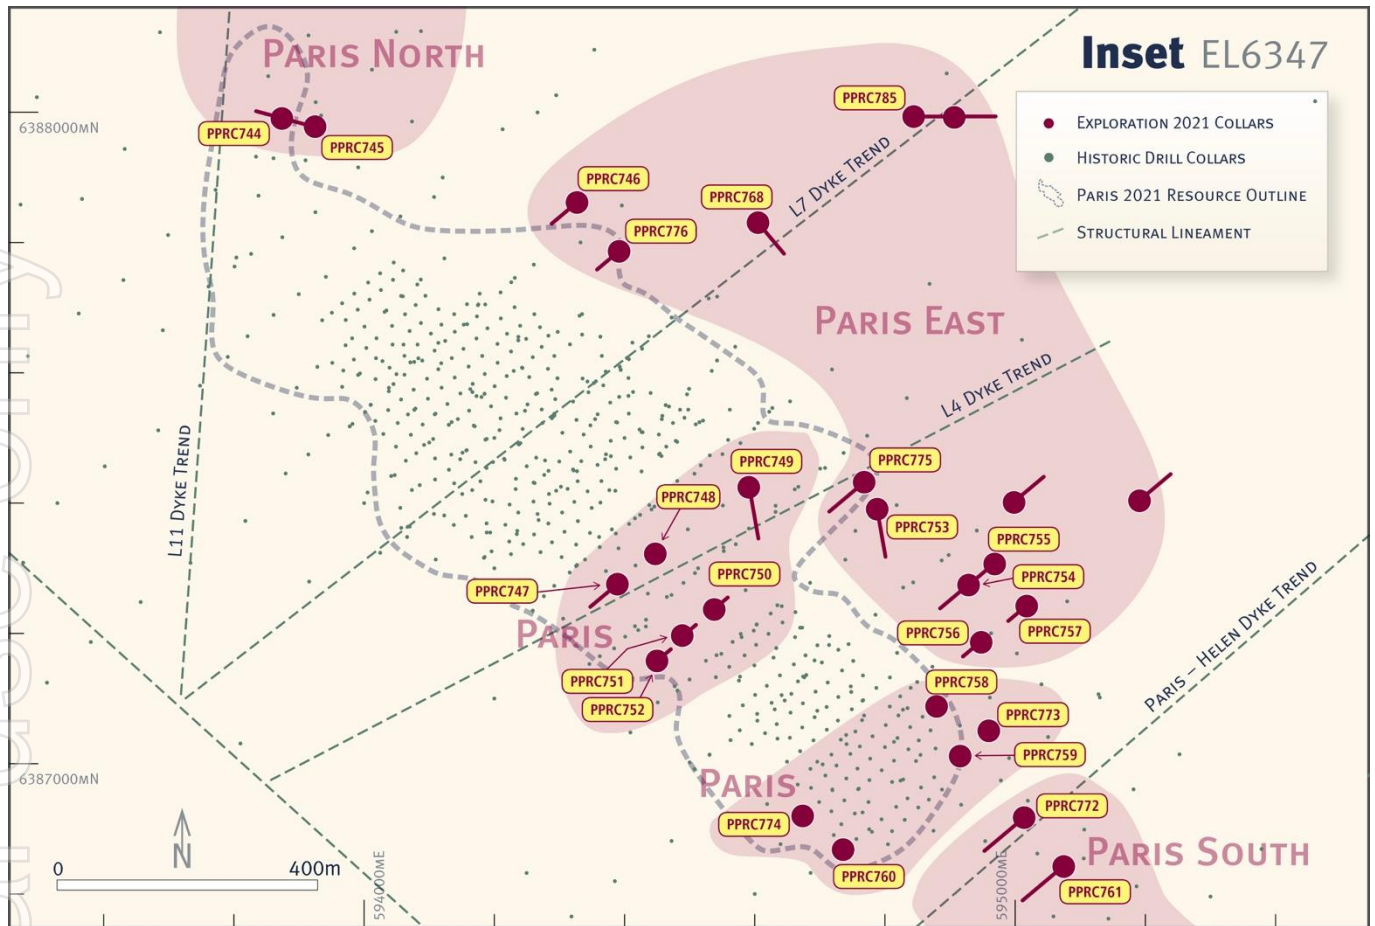 PARIS NORTH
Inset EL6347
PPRC785
6388000MN
PPRC744
PPRC745
EXPLORATION 2021 COLLARS
HISTORIC DRILL COLLARS
PARIS 2021 RESOURCE OUTLINE
STRUCTURAL LINEAMENT
PPRC746
PPRC768
L7 DYKE TREND
PPRC776
PARIS EAST
L4 DYKE TREND
L11 DYKE TREND
PPRC749
PPRC775
PPRC748
PPRC753
PPRC755
PPRC750
PPRC754
PPRC747
PARIS
PPRC756
PPRC757
PARIS – HELEN DYKE TREND
PPRC751
PPRC758
PPRC752
PPRC773
PPRC759
6387000MN
PARIS
PPRC772
PPRC774
PARIS SOUTH
N
0 400m
PPRC760
PPRC761
594000ME
595000ME